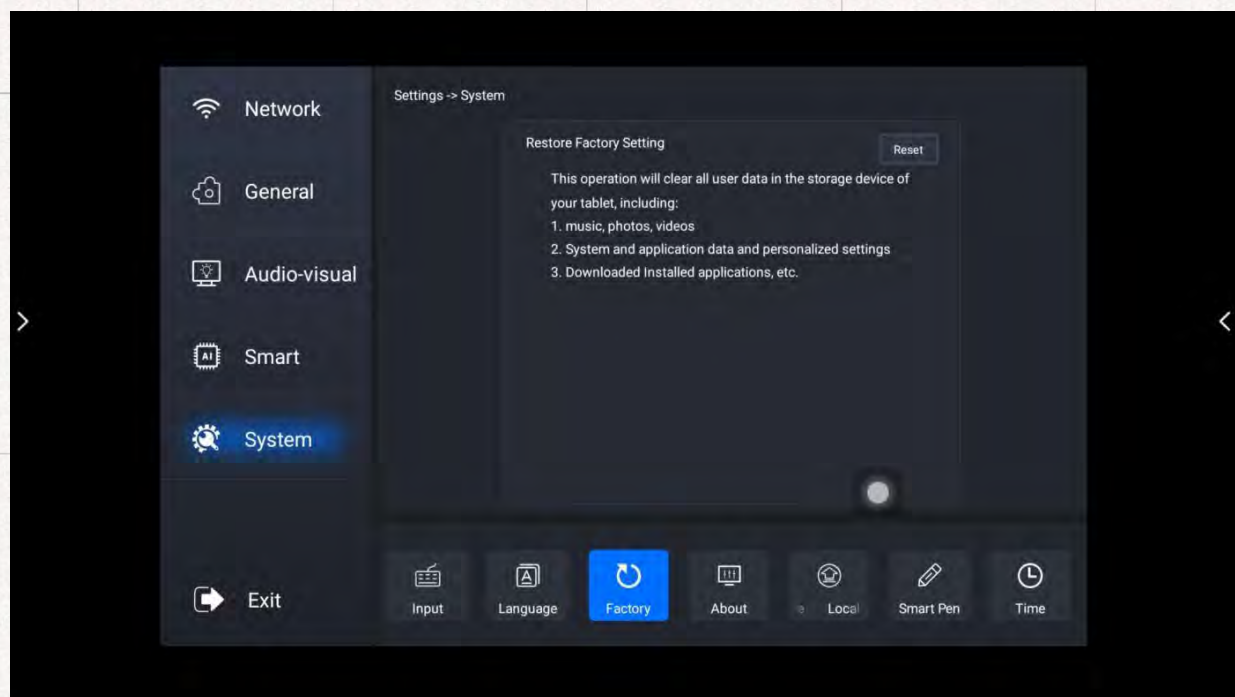 Network
General
Audio-visual
Smart
System
Exit
Settings -> System
Restore Factory Setting
Reset
This operation will clear all user data in the storage device of
your tablet, including:
1. music, photos, videos
2. System and application data and personalized settings
3. Downloaded Installed applications, etc.
Input
Language
Factory
About
e Local
Smart Pen
Time
AI
A